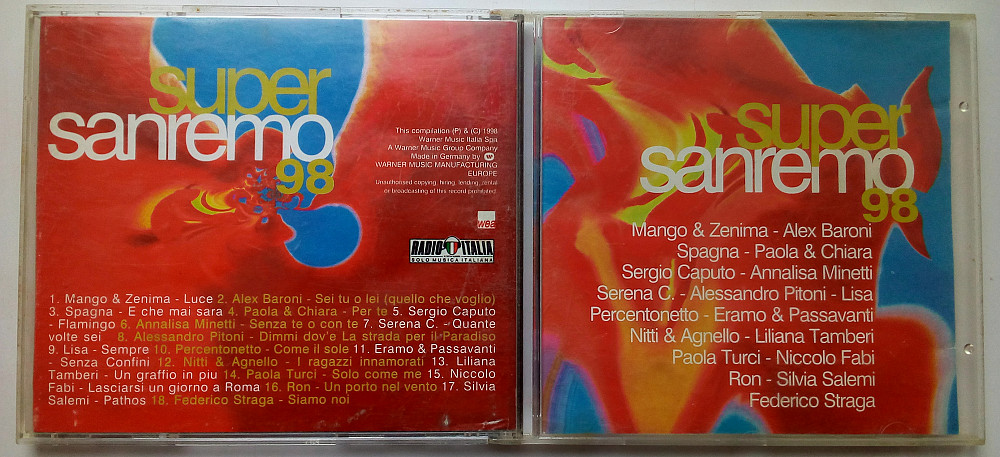 super
sanremo
98
This compilation (P) & (C) 1998
Warner Music Italia Spa
A Warner Music Group Company
Made in Germany by
WARNER MUSIC MANUFACTURING
EUROPE
Unauthorised copying, hiring, lending, rental
or broadcasting of this record prohibited.
RADIO ITALIA
SOLO MUSICA ITALIANA
1. Mango & Zenima - Luce 2. Alex Baroni - Sei tu o lei (quello che voglio)
3. Spagna - E che mai sara 4. Paola & Chiara - Per te 5. Sergio Caputo
- Flamingo 6. Annalisa Minetti - Senza te o con te 7. Serena C. - Quante
volte sei 8. Alessandro Pitoni - Dimmi dov'e La strada per il Paradiso
9. Lisa - Sempre 10. Percentonetto - Come il sole 11. Eramo & Passavanti
- Senza Confini 12. Nitti & Agnello - I ragazzi innamorati 13. Liliana
Tamberi - Un graffio in piu 14. Paola Turci - Solo come me 15. Niccolo
Fabi - Lasciarsi un giorno a Roma 16. Ron - Un porto nel vento 17. Silvia
Salemi - Pathos 18. Federico Straga - Siamo noi
super
sanremo
98
Mango & Zenima - Alex Baroni
Spagna - Paola & Chiara
Sergio Caputo - Annalisa Minetti
Serena C. - Alessandro Pitoni - Lisa
Percentonetto - Eramo & Passavanti
Nitti & Agnello - Liliana Tamberi
Paola Turci - Niccolo Fabi
Ron - Silvia Salemi
Federico Straga